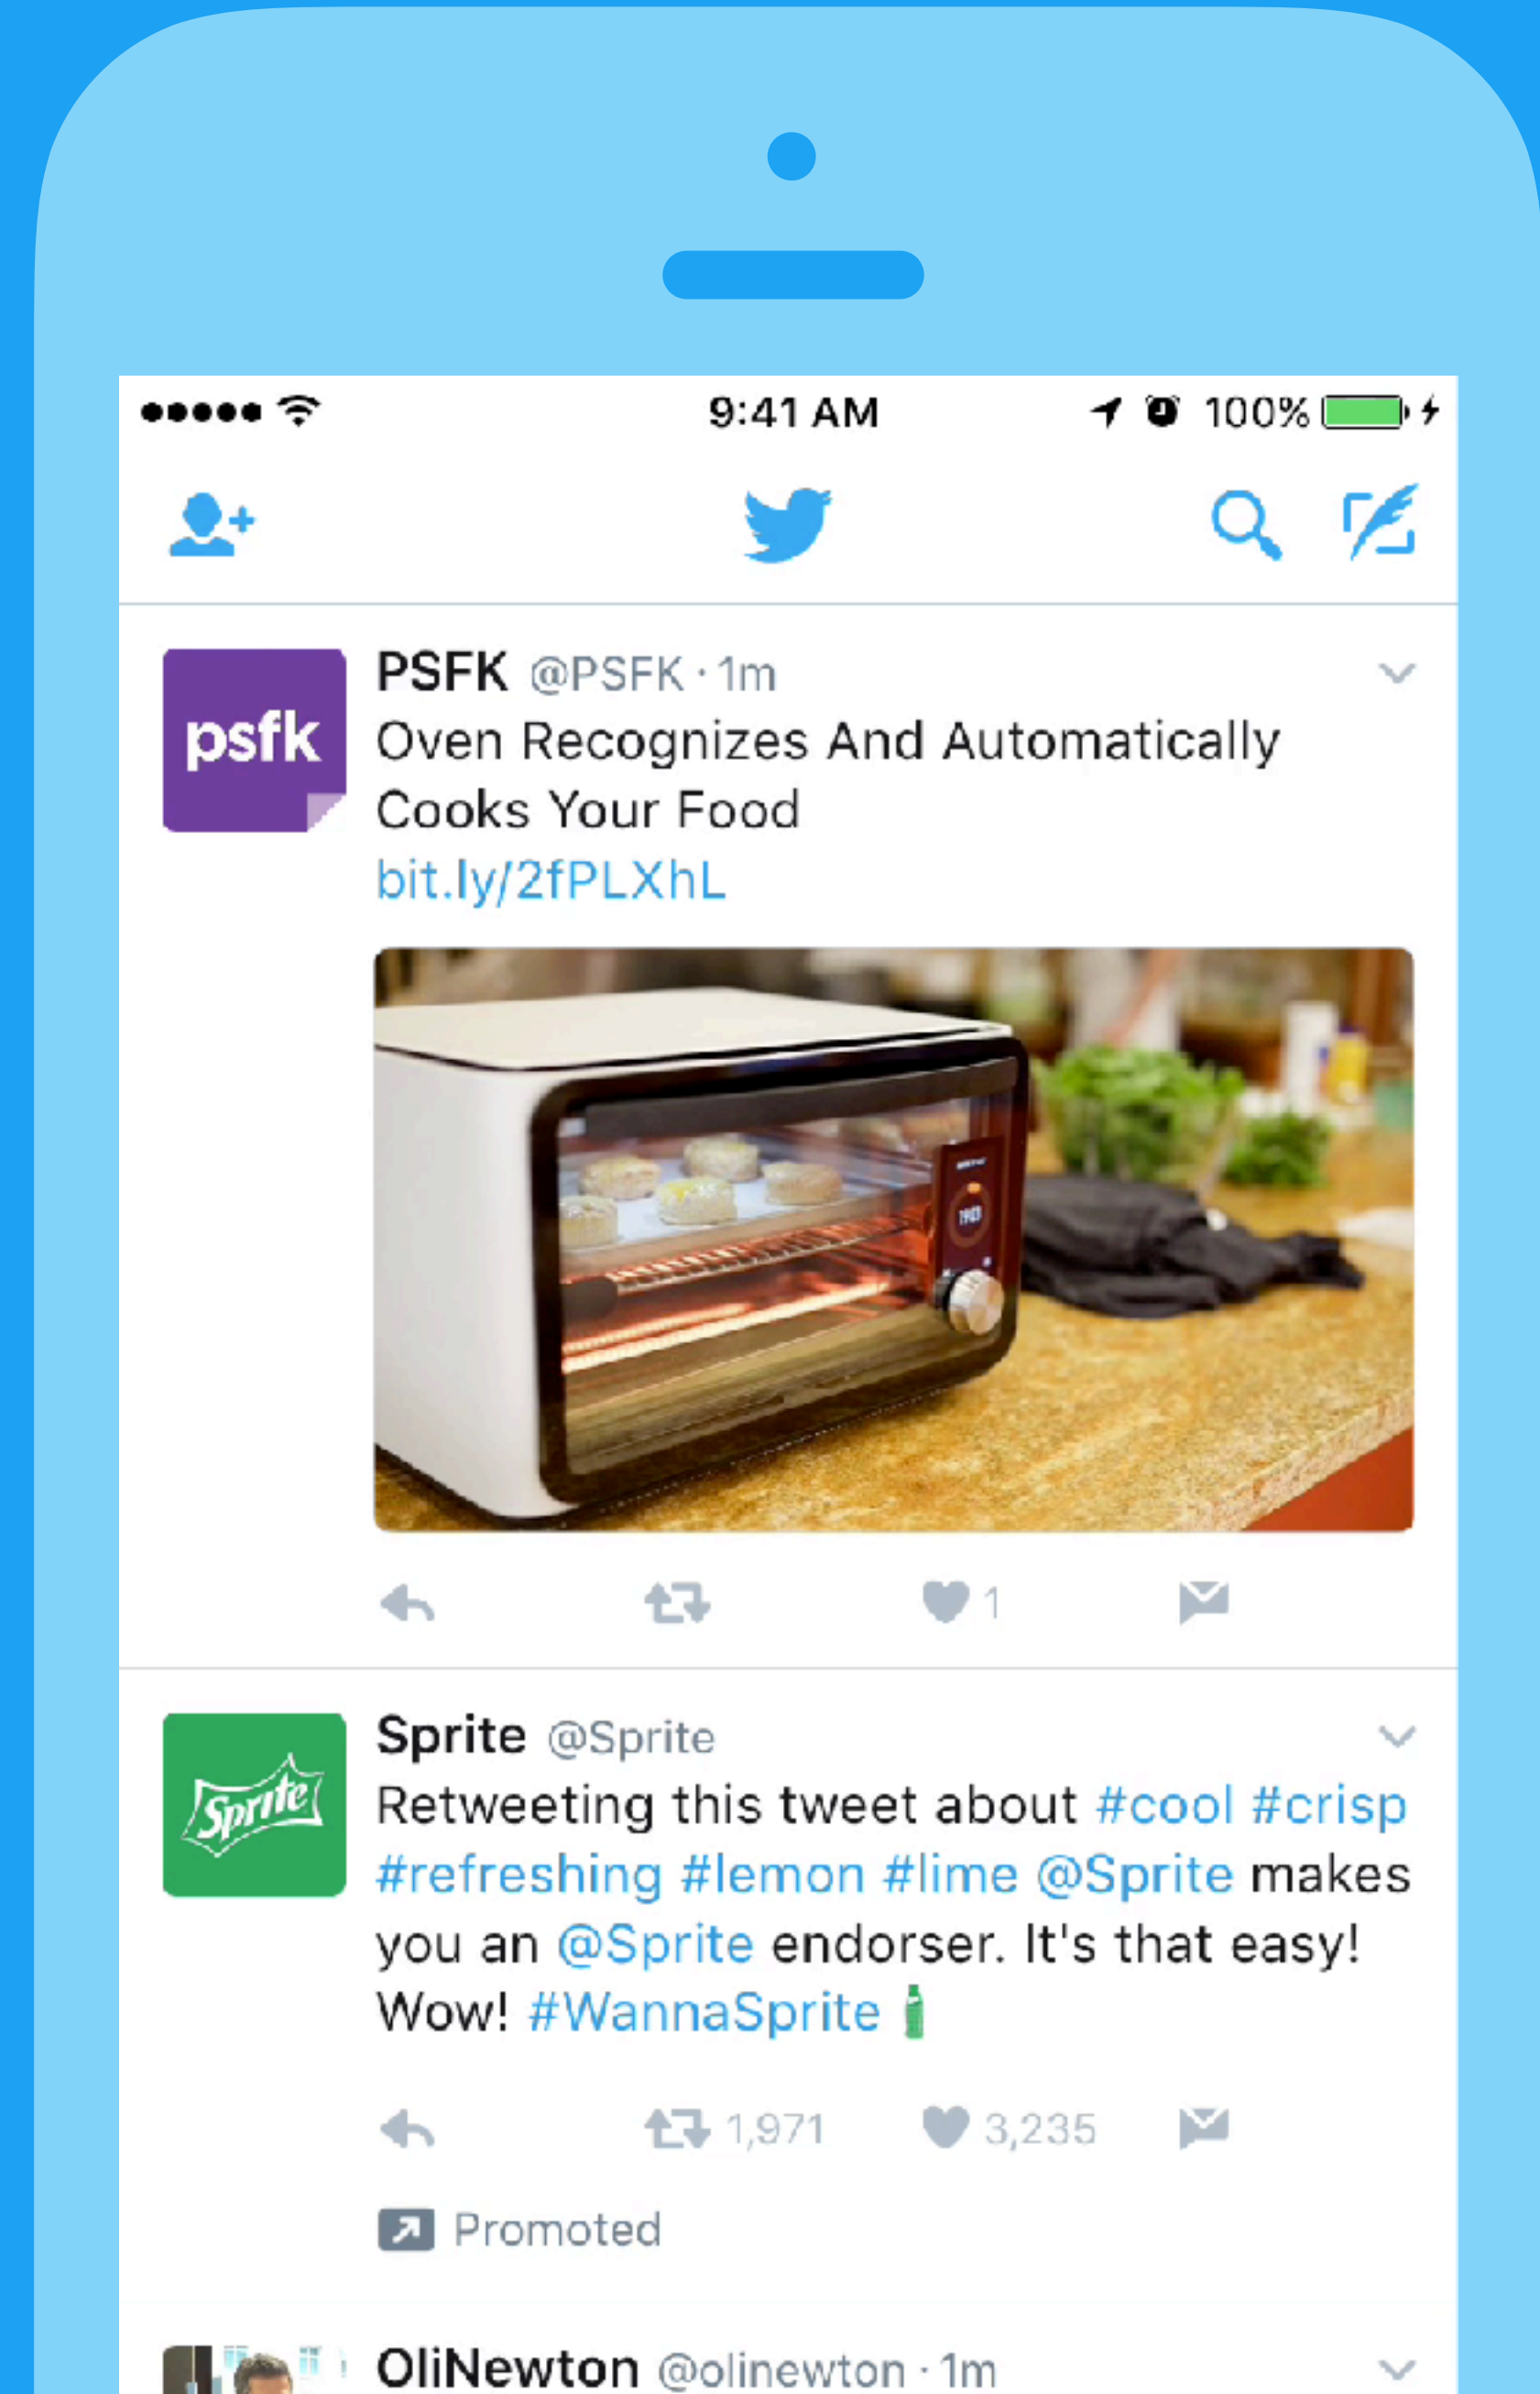 9:41 AM
100%
psfk
PSFK @PSFK · 1m
Oven Recognizes And Automatically
Cooks Your Food
bit.ly/2fPLXhL
1
Sprite
Sprite @Sprite
Retweeting this tweet about #cool #crisp
#refreshing #lemon #lime @Sprite makes
you an @Sprite endorser. It's that easy!
Wow! #WannaSprite
1,971
3,235
Promoted
OliNewton @olinewton · 1m